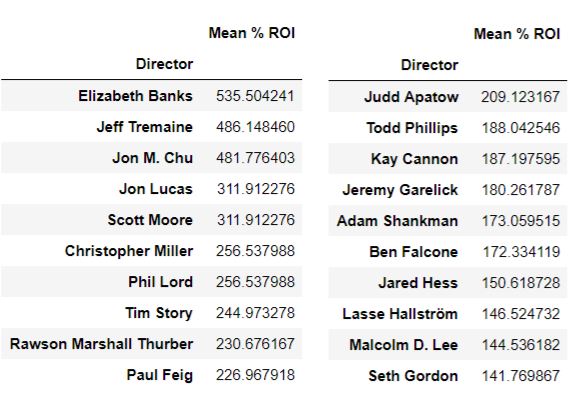 Mean % ROI
Director
Elizabeth Banks 535.504241
Jeff Tremaine 486.148460
Jon M. Chu 481.776403
Jon Lucas 311.912276
Scott Moore 311.912276
Christopher Miller 256.537988
Phil Lord 256.537988
Tim Story 244.973278
Rawson Marshall Thurber 230.676167
Paul Feig 226.967918
Mean % ROI
Director
Judd Apatow 209.123167
Todd Phillips 188.042546
Kay Cannon 187.197595
Jeremy Garelick 180.261787
Adam Shankman 173.059515
Ben Falcone 172.334119
Jared Hess 150.618728
Lasse Hallström 146.524732
Malcolm D. Lee 144.536182
Seth Gordon 141.769867